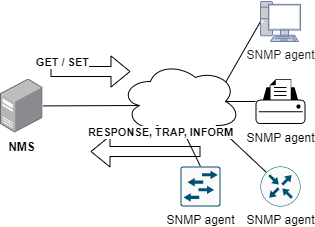 SNMP agent
GET / SET
RESPONSE, TRAP, INFORM
SNMP agent
NMS
SNMP agent
SNMP agent